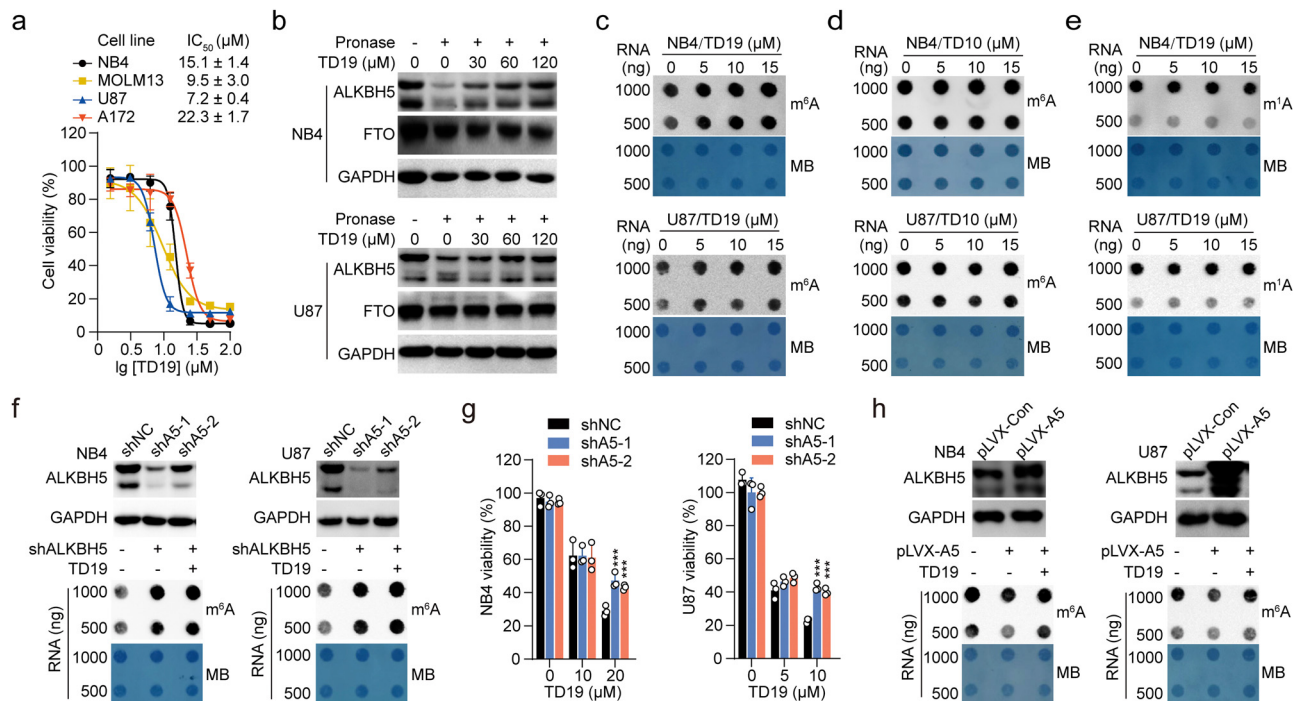 a
Cell line IC50 (µM)
NB4 15.1 ± 1.4
MOLM13 9.5 ± 3.0
U87 7.2 ± 0.4
A172 22.3 ± 1.7
120
100
80
60
40
20
0
Cell viability (%)
0 0.5 1.0 1.5 2.0
lg [TD19] (µM)
b
Pronase - + + + +
TD19 (µM) 0 0 30 60 120
ALKBH5
NB4 FTO
GAPDH
Pronase - + + + +
TD19 (µM) 0 0 30 60 120
ALKBH5
U87 FTO
GAPDH
c
NB4/TD19 (µM)
RNA (ng) 0 5 10 15
1000
500 m6A
1000
500 MB
U87/TD19 (µM)
RNA (ng) 0 5 10 15
1000
500 m6A
1000
500 MB
d
NB4/TD10 (µM)
RNA (ng) 0 5 10 15
1000
500 m6A
1000
500 MB
U87/TD10 (µM)
RNA (ng) 0 5 10 15
1000
500 m6A
1000
500 MB
e
NB4/TD19 (µM)
RNA (ng) 0 5 10 15
1000
500 m1A
1000
500 MB
U87/TD19 (µM)
RNA (ng) 0 5 10 15
1000
500 m1A
1000
500 MB
f
NB4 shNC shA5-1 shA5-2
ALKBH5
GAPDH
shALKBH5 - + +
TD19 - - +
RNA (ng)
1000
500 m6A
1000
500 MB
U87 shNC shA5-1 shA5-2
ALKBH5
GAPDH
shALKBH5 - + +
TD19 - - +
RNA (ng)
1000
500 m6A
1000
500 MB
g
shNC
shA5-1
shA5-2
120
100
80
60
40
20
0
NB4 viability (%)
*** ***
0 10 20
TD19 (µM)
shNC
shA5-1
shA5-2
120
100
80
60
40
20
0
U87 viability (%)
*** ***
0 5 10
TD19 (µM)
h
NB4 pLVX-Con pLVX-A5
ALKBH5
GAPDH
pLVX-A5 - + +
TD19 - - +
RNA (ng)
1000
500 m6A
1000
500 MB
U87 pLVX-Con pLVX-A5
ALKBH5
GAPDH
pLVX-A5 - + +
TD19 - - +
RNA (ng)
1000
500 m6A
1000
500 MB